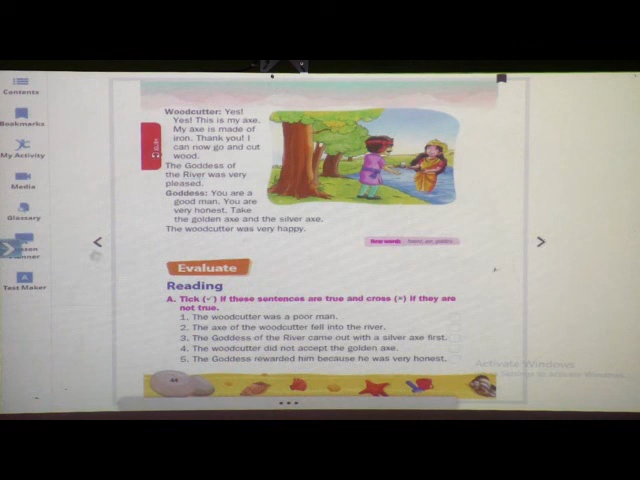 Contents
Bookmarks
My Activity
Media
Glossary
Test Maker
Woodcutter: Yes!
Yes! This is my axe.
My axe is made of
iron. Thank you! I
can now go and cut
wood.
The Goddess of
the River was very
pleased.
Goddess: You are a
good man. You are
very honest. Take
the golden axe and the silver axe.
The woodcutter was very happy.
Evaluate
Reading
A. Tick (✓) if these sentences are true and cross (×) if they are
not true.
1. The woodcutter was a poor man.
2. The axe of the woodcutter fell into the river.
3. The Goddess of the River came out with a silver axe first.
4. The woodcutter did not accept the golden axe.
5. The Goddess rewarded him because he was very honest.
Activate Windows
Settings to activate Windows.